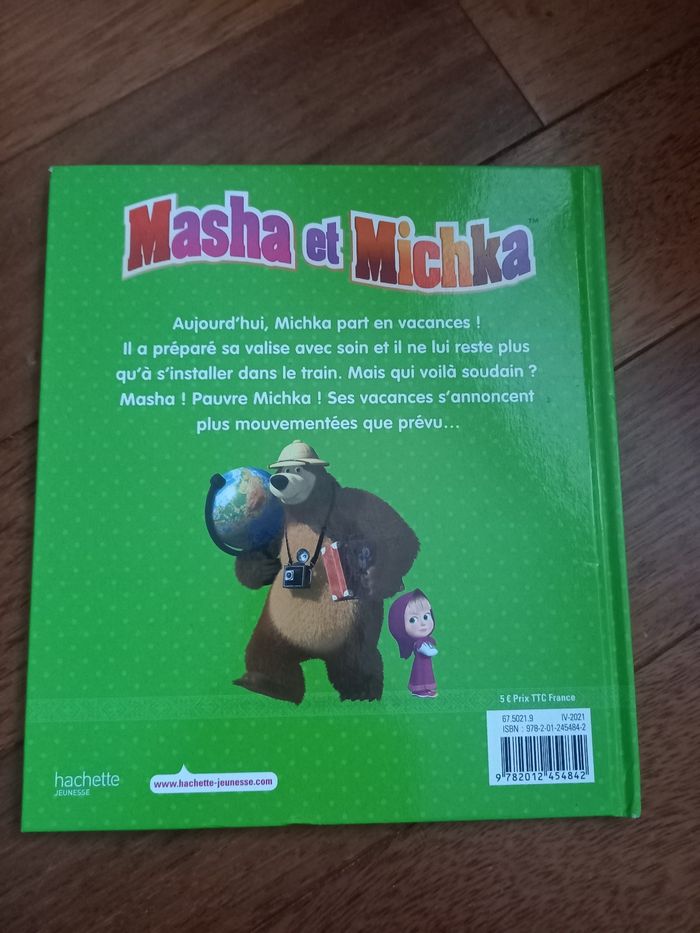 Masha et Michka™
Aujourd'hui, Michka part en vacances !
Il a préparé sa valise avec soin et il ne lui reste plus
qu'à s'installer dans le train. Mais qui voilà soudain ?
Masha ! Pauvre Michka ! Ses vacances s'annoncent
plus mouvementées que prévu...
5 € Prix TTC France
67.5021.9 IV-2021
ISBN : 978-2-01-245484-2
9 782012 454842
hachette
JEUNESSE
www.hachette-jeunesse.com